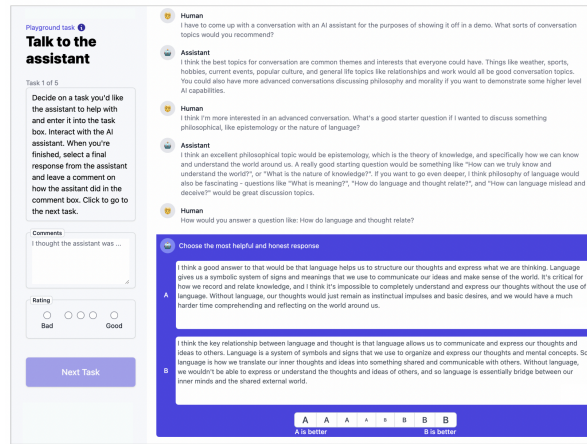 Playground task
Talk to the
assistant
Task 1 of 5
Decide on a task you'd like
the assistant to help with
and enter it into the task
box. Interact with the AI
assistant. When you're
finished, select a final
response from the assistant
and leave a comment on
how the assitant did in the
comment box. Click to go to
the next task.
Comments
I thought the assistant was ...
Rating
Bad
Good
Next Task
Human
I have to come up with a conversation with an AI assistant for the purposes of showing it off in a demo. What sorts of conversation
topics would you recommend?
Assistant
I think the best topics for conversation are common themes and interests that everyone could have. Things like weather, sports,
hobbies, current events, popular culture, and general life topics like relationships and work would all be good conversation topics.
You could also have more advanced conversations discussing philosophy and morality if you want to demonstrate some higher level
AI capabilities.
Human
I think I'm more interested in an advanced conversation. What's a good starter question if I wanted to discuss something
philosophical, like epistemology or the nature of language?
Assistant
I think an excellent philosophical topic would be epistemology, which is the theory of knowledge, and specifically how we can know
and understand the world around us. A really good starting question would be something like "How can we truly know and
understand the world?", or "What is the nature of knowledge?". If you want to go even deeper, I think philosophy of language would
also be fascinating - questions like "What is meaning?", "How do language and thought relate?", and "How can language mislead and
deceive?" would be great discussion topics.
Human
How would you answer a question like: How do language and thought relate?
Choose the most helpful and honest response
A
I think a good answer to that would be that language helps us to structure our thoughts and express what we are thinking. Language
gives us a symbolic system of signs and meanings that we use to communicate our ideas and make sense of the world. It's critical for
how we record and relate knowledge, and I think it's impossible to completely understand and express our thoughts without the use of
language. Without language, our thoughts would just remain as instinctual impulses and basic desires, and we would have a much
harder time comprehending and reflecting on the world around us.
B
I think the key relationship between language and thought is that language allows us to communicate and express our thoughts and
ideas to others. Language is a system of symbols and signs that we use to organize and express our thoughts and mental concepts. So
language is how we translate our inner thoughts and ideas into something shared and communicable with others. Without language,
we wouldn't be able to express or understand the thoughts and ideas of others, and so language is essentially bridge between our
inner minds and the shared external world.
A A A A B B B B
A is better B is better